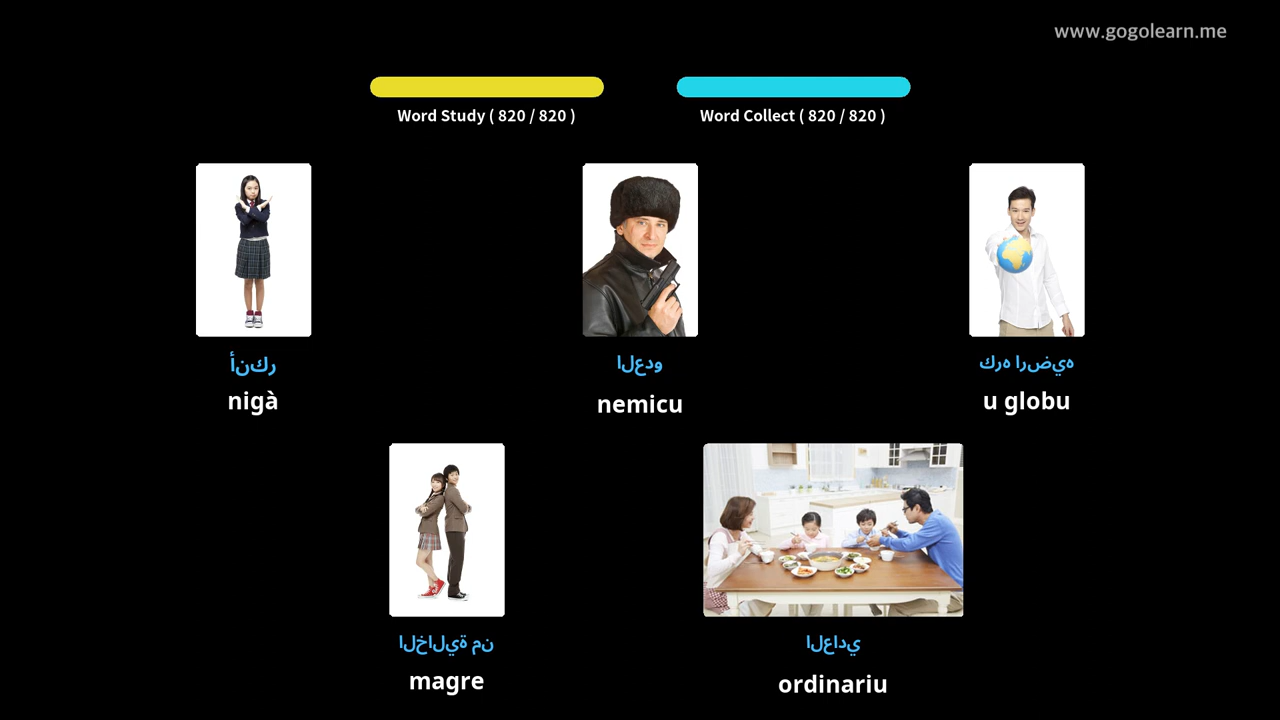 www.gogolearn.me
Word Study ( 820 / 820 )
Word Collect ( 820 / 820 )
أنكر
nigà
العدو
nemicu
كره ارضيه
u globu
الخالية من
magre
العادي
ordinariu